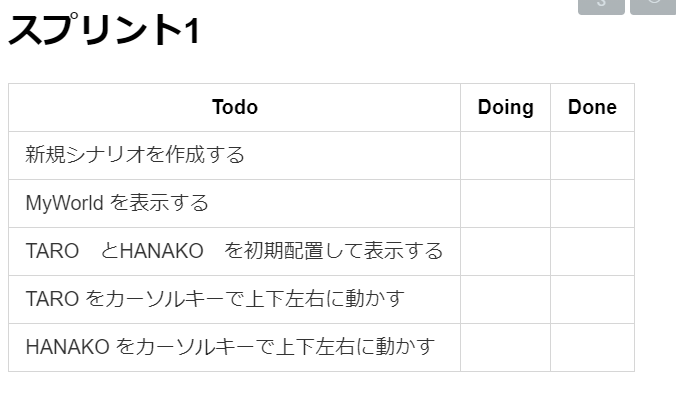 スプリント1
Todo Doing Done
新規シナリオを作成する
MyWorld を表示する
TARO　とHANAKO　を初期配置して表示する
TARO をカーソルキーで上下左右に動かす
HANAKO をカーソルキーで上下左右に動かす